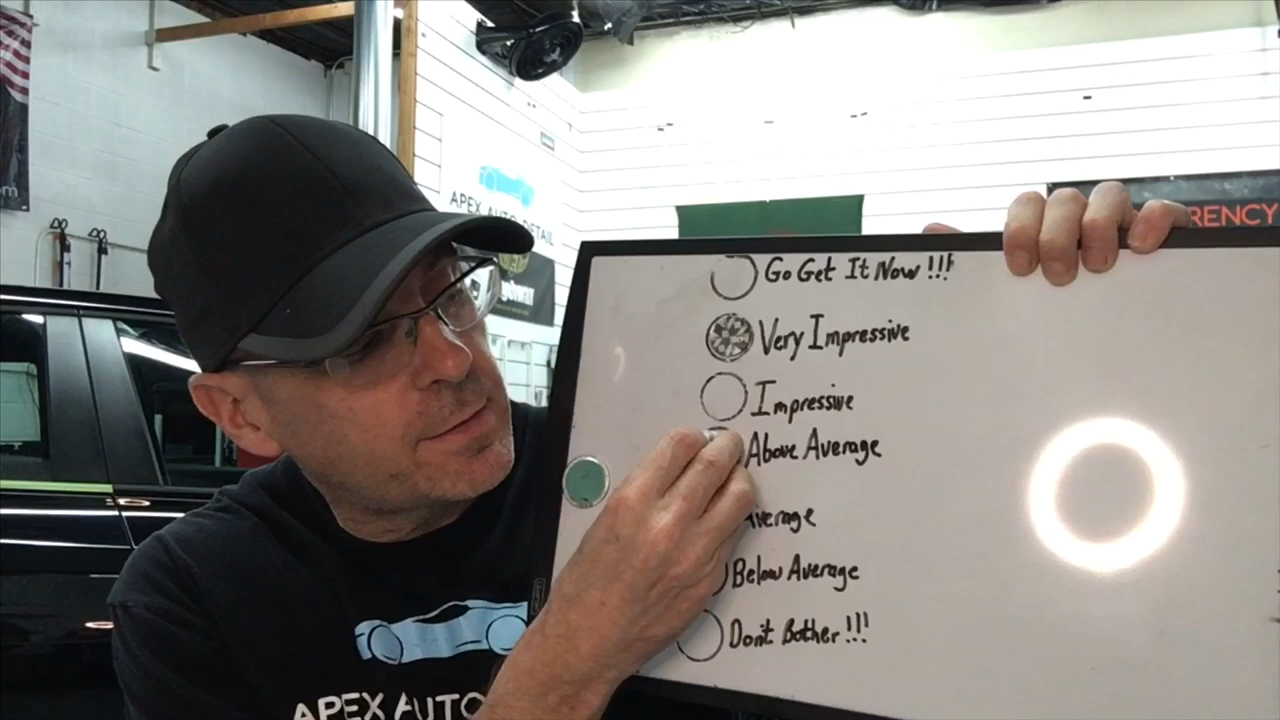 APEX AUTO DETAIL
RENCY
Go Get It Now!!!
Very Impressive
Impressive
Above Average
Average
Below Average
Don't Bother!!!
APEX AUTO